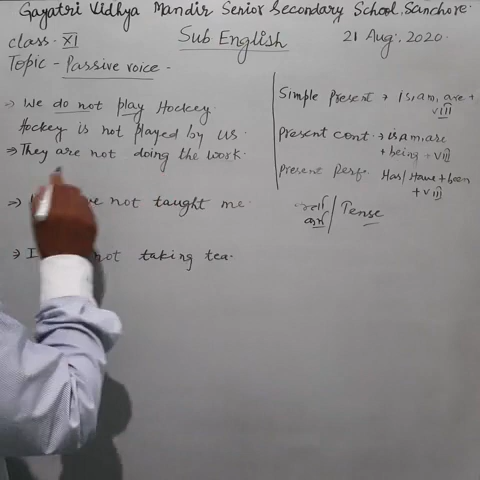 Gayatri Vidhya Mandir Senior Secondary School, Sanchore.
Class - XI Sub English 21 Aug. 2020.
Topic - Passive voice -
→ We do not play Hockey.
Hockey is not played by us.
⇒ They are not doing the work.
⇒ not taught me.
⇒ I not taking tea.
Simple Present → is, am, are +
VIII
Present Cont. → is am, are
+ being + VIII
Present Perf. Has/Have + been
+ VIII
Tense